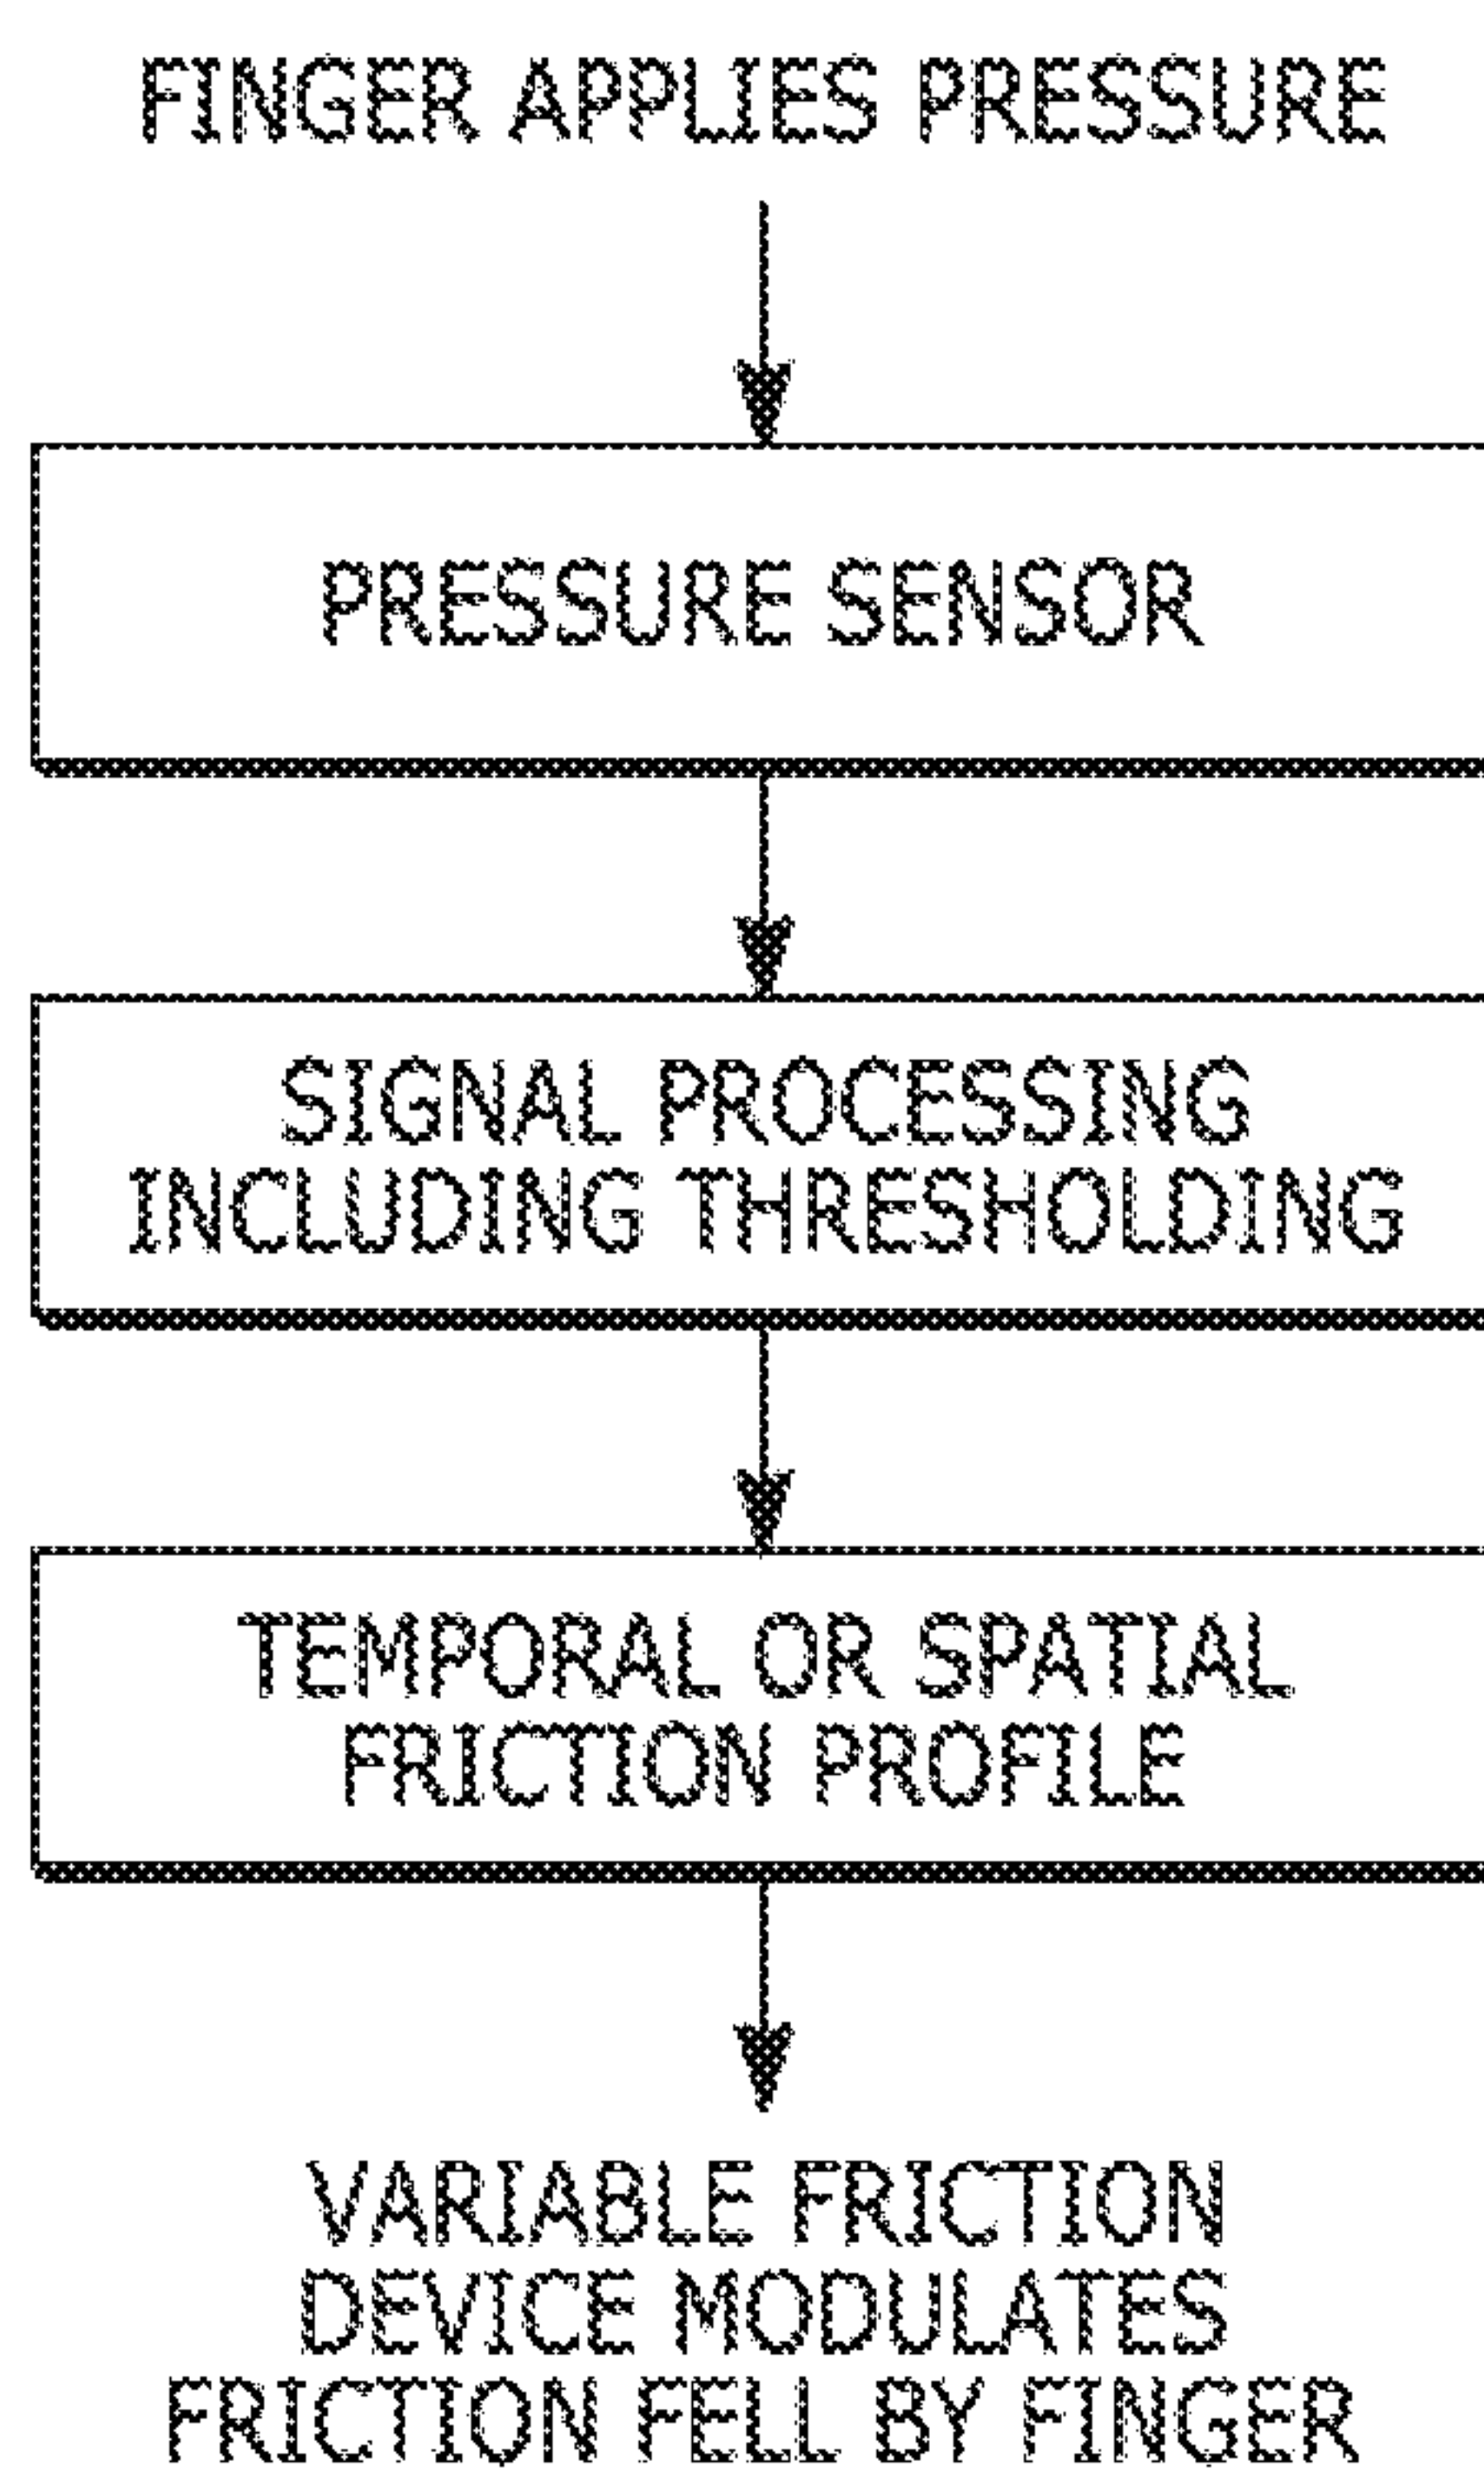 FINGER APPLIES PRESSURE
PRESSURE SENSOR
SIGNAL PROCESSING
INCLUDING THRESHOLDING
TEMPORAL OR SPATIAL
FRICTION PROFILE
VARIABLE FRICTION
DEVICE MODULATES
FRICTION FELL BY FINGER